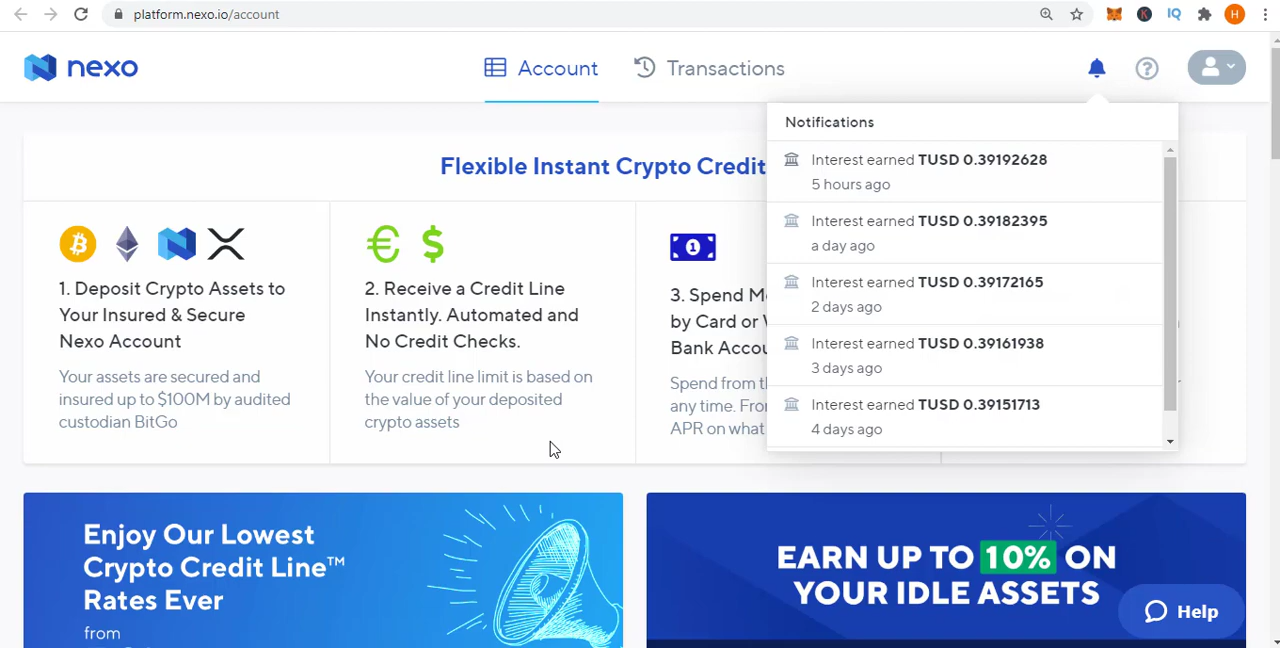 platform.nexo.io/account
K
IQ
H
nexo
Account
Transactions
?
Notifications
Interest earned TUSD 0.39192628
5 hours ago
Interest earned TUSD 0.39182395
a day ago
Interest earned TUSD 0.39172165
2 days ago
Interest earned TUSD 0.39161938
3 days ago
Interest earned TUSD 0.39151713
4 days ago
Flexible Instant Crypto Credit
1. Deposit Crypto Assets to
Your Insured & Secure
Nexo Account
Your assets are secured and
insured up to $100M by audited
custodian BitGo
€ $
2. Receive a Credit Line
Instantly. Automated and
No Credit Checks.
Your credit line limit is based on
the value of your deposited
crypto assets
1
3. Spend
by Card or
Bank
Spend from
any time.
APR on what
Enjoy Our Lowest
Crypto Credit Line™
Rates Ever
from
EARN UP TO 10% ON
YOUR IDLE ASSETS
Help